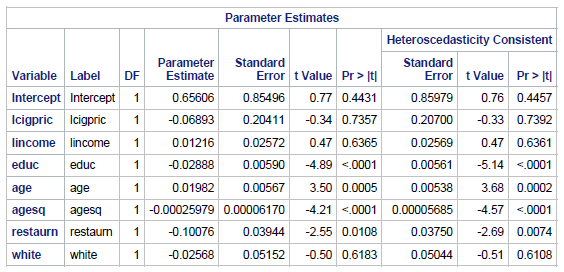 Parameter Estimates
Heteroscedasticity Consistent
Variable Label DF Parameter Estimate Standard Error t Value Pr > |t| Standard Error t Value Pr > |t|
Intercept Intercept 1 0.65606 0.85496 0.77 0.4431 0.85979 0.76 0.4457
lcigpric lcigpric 1 -0.06893 0.20411 -0.34 0.7357 0.20700 -0.33 0.7392
lincome lincome 1 0.01216 0.02572 0.47 0.6365 0.02569 0.47 0.6361
educ educ 1 -0.02888 0.00590 -4.89 <.0001 0.00561 -5.14 <.0001
age age 1 0.01982 0.00567 3.50 0.0005 0.00538 3.68 0.0002
agesq agesq 1 -0.00025979 0.00006170 -4.21 <.0001 0.00005685 -4.57 <.0001
restaurn restaurn 1 -0.10076 0.03944 -2.55 0.0108 0.03750 -2.69 0.0074
white white 1 -0.02568 0.05152 -0.50 0.6183 0.05044 -0.51 0.6108